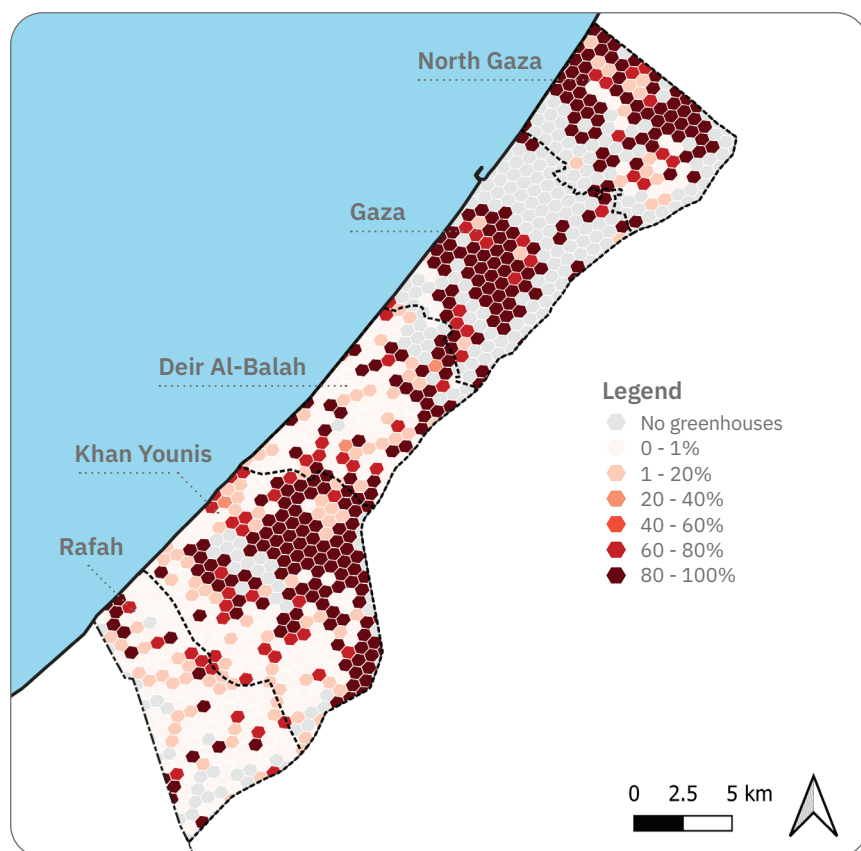 North Gaza
Gaza
Deir Al-Balah
Khan Younis
Rafah
Legend
No greenhouses
0 - 1%
1 - 20%
20 - 40%
40 - 60%
60 - 80%
80 - 100%
0 2.5 5 km